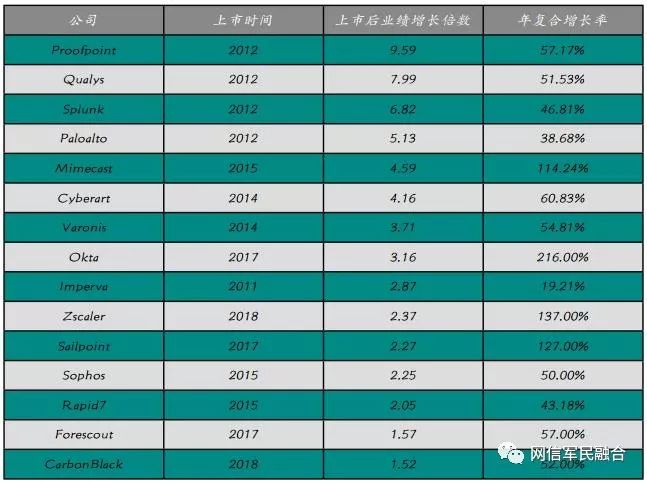 公司 上市时间 上市后业绩增长倍数 年复合增长率
Proofpoint 2012 9.59 57.17%
Qualys 2012 7.99 51.53%
Splunk 2012 6.82 46.81%
Paloalto 2012 5.13 38.68%
Mimecast 2015 4.59 114.24%
Cyberart 2014 4.16 60.83%
Varonis 2014 3.71 54.81%
Okta 2017 3.16 216.00%
Imperva 2011 2.87 19.21%
Zscaler 2018 2.37 137.00%
Sailpoint 2017 2.27 127.00%
Sophos 2015 2.25 50.00%
Rapid7 2015 2.05 43.18%
Forescout 2017 1.57 57.00%
CarbonBlack 2018 1.52 52.00%
网信军民融合